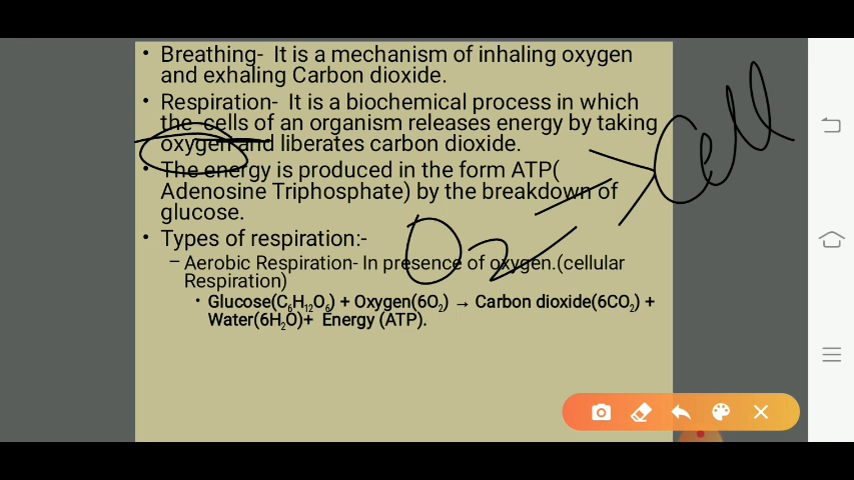 • Breathing- It is a mechanism of inhaling oxygen
and exhaling Carbon dioxide.
• Respiration- It is a biochemical process in which
the cells of an organism releases energy by taking
oxygen and liberates carbon dioxide.
• The energy is produced in the form ATP(
Adenosine Triphosphate) by the breakdown of
glucose.
• Types of respiration:-
– Aerobic Respiration- In presence of oxygen.(cellular
Respiration)
• Glucose(C₆H₁₂O₆) + Oxygen(6O₂) → Carbon dioxide(6CO₂) +
Water(6H₂O)+ Energy (ATP).
O2
Cell